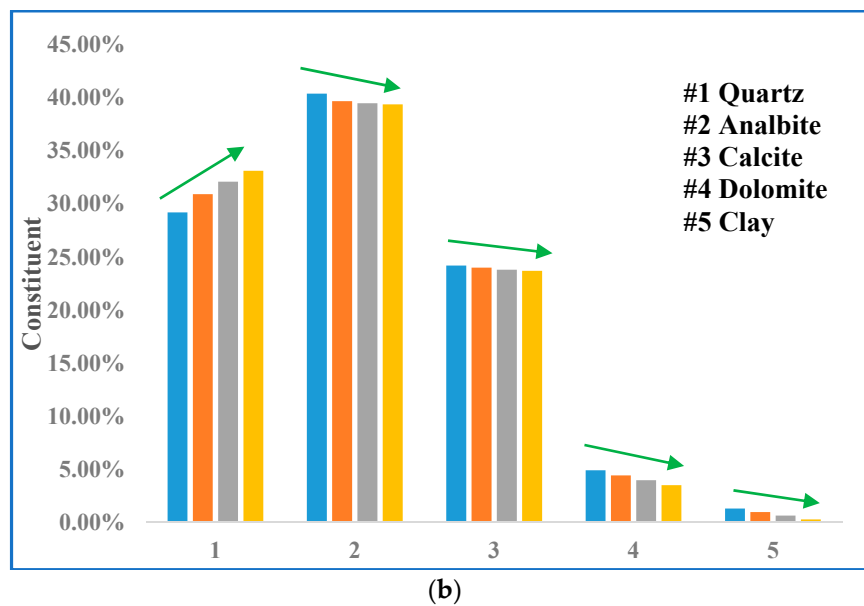 45.00%
40.00%
35.00%
30.00%
25.00%
20.00%
15.00%
10.00%
5.00%
0.00%
Constituent
#1 Quartz
#2 Analbite
#3 Calcite
#4 Dolomite
#5 Clay
1 2 3 4 5
(b)